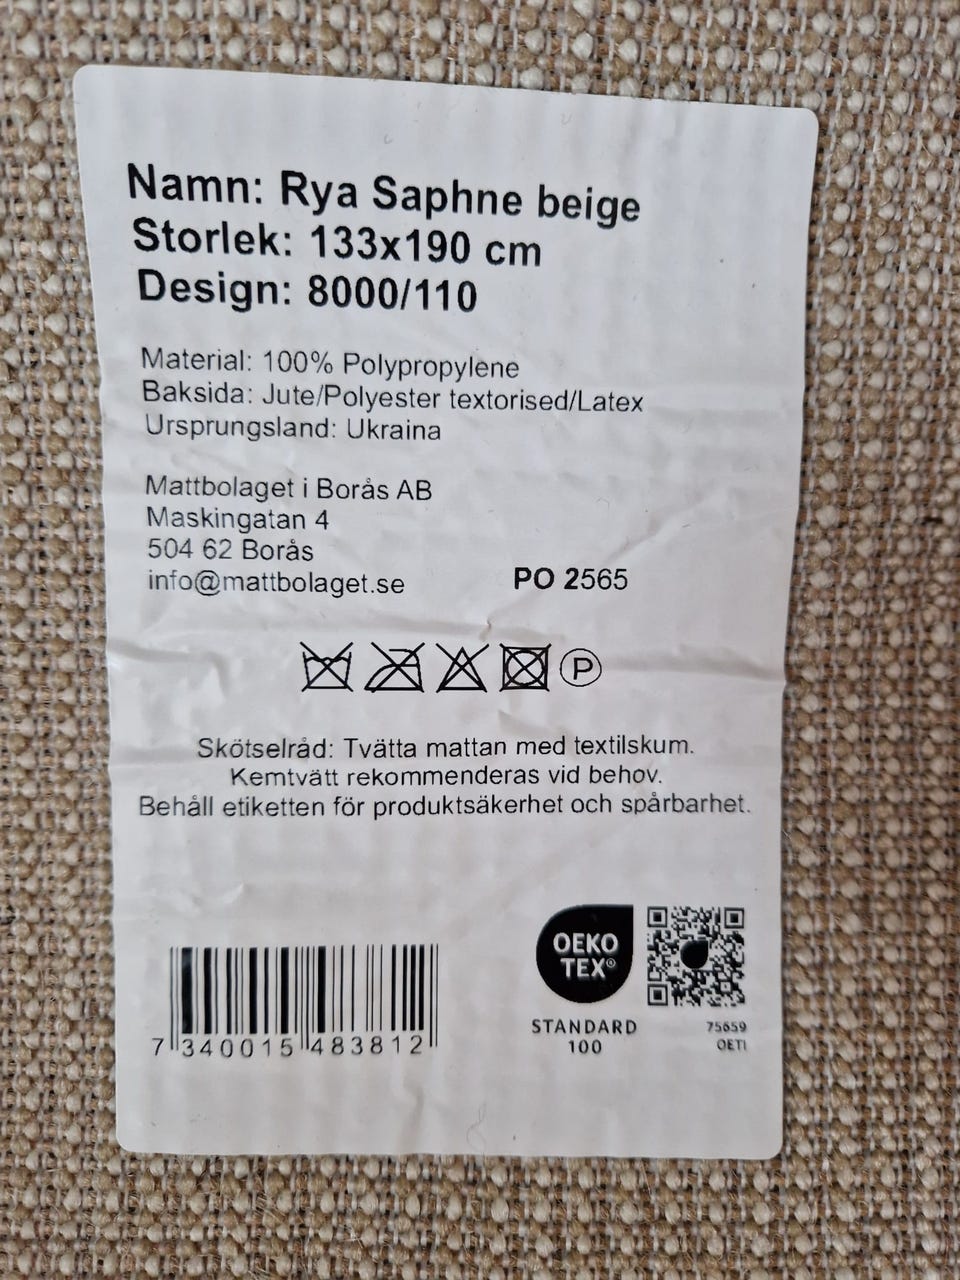 Namn: Rya Saphne beige
Storlek: 133x190 cm
Design: 8000/110
Material: 100% Polypropylene
Baksida: Jute/Polyester textorised/Latex
Ursprungsland: Ukraina
Mattbolaget i Borås AB
Maskingatan 4
504 62 Borås
info@mattbolaget.se
PO 2565
P
Skötselråd: Tvätta mattan med textilskum.
Kemtvätt rekommenderas vid behov.
Behåll etiketten för produktsäkerhet och spårbarhet.
OEKO
TEX®
STANDARD
100
75659
OETI
7 340015 483812